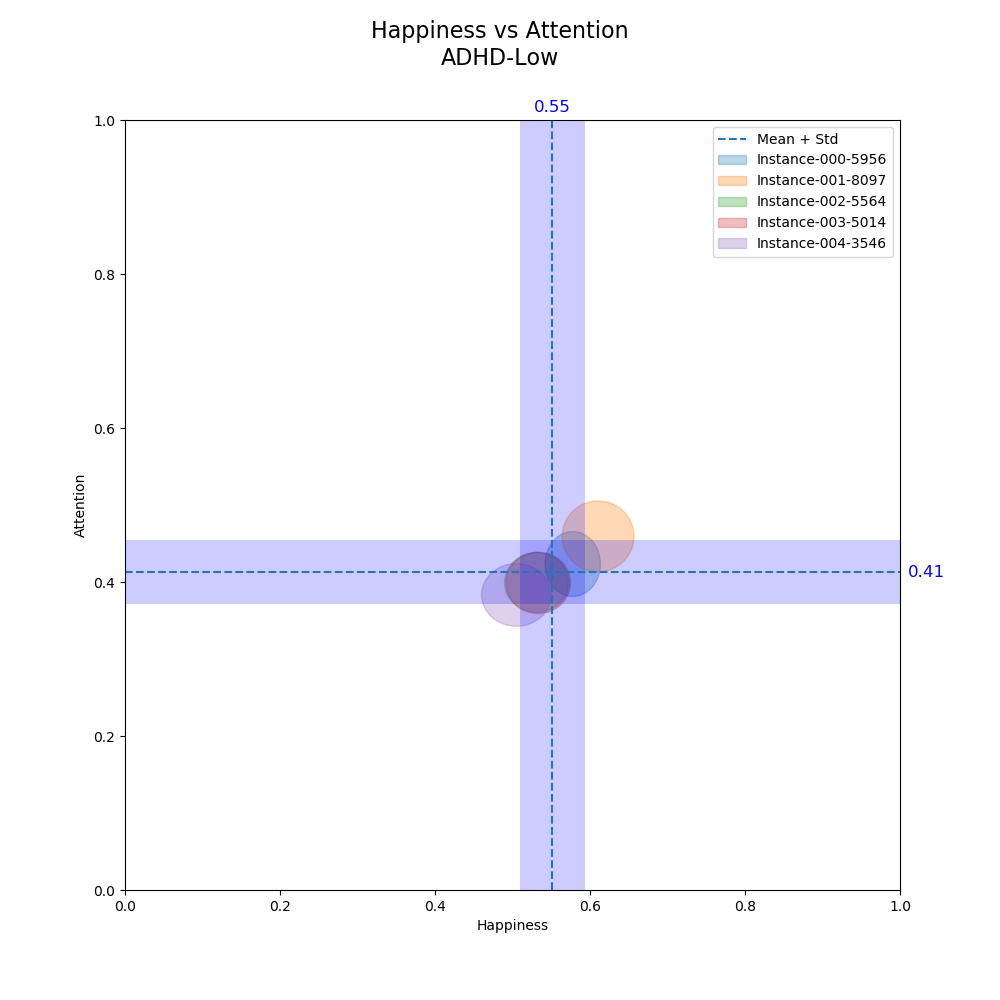 Happiness vs Attention
ADHD-Low
0.55
1.0
0.8
0.6
0.4
0.2
0.0
Attention
Mean + Std
Instance-000-5956
Instance-001-8097
Instance-002-5564
Instance-003-5014
Instance-004-3546
0.41
0.0 0.2 0.4 0.6 0.8 1.0
Happiness